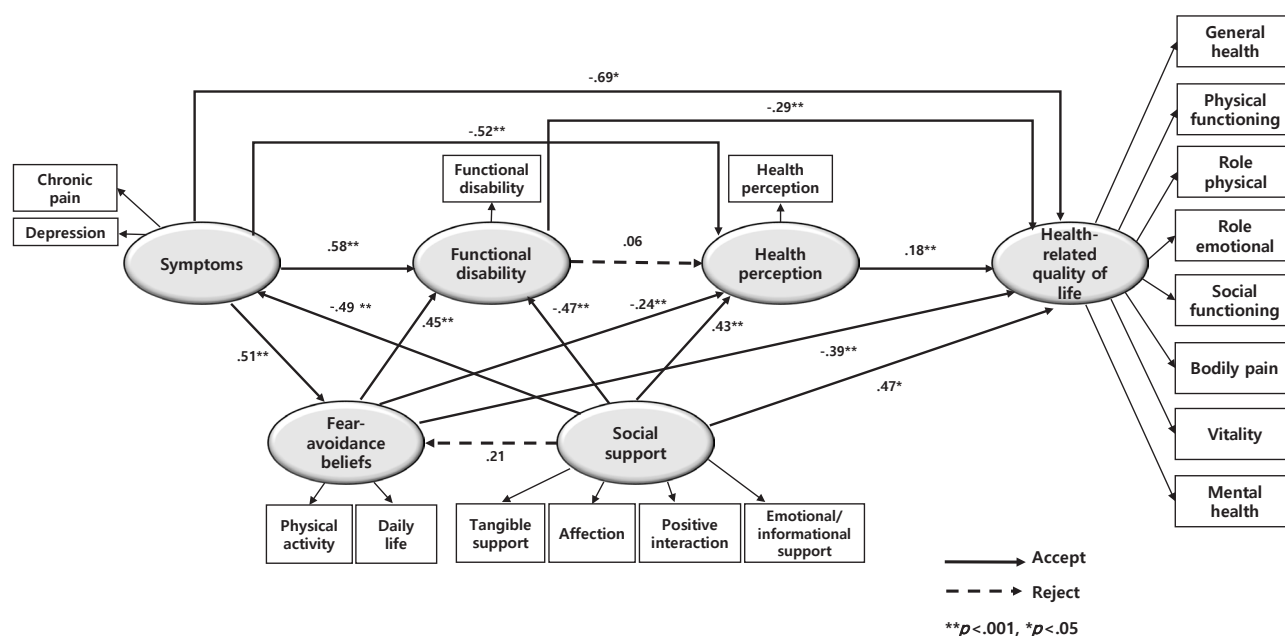 General
health
-.69*
-.29**
Physical
functioning
-.52**
Functional
disability
Health
perception
Role
physical
Chronic
pain
Depression
Role
emotional
Symptoms
.58**
Functional
disability
.06
Health
perception
.18**
Health-
related
quality of
life
Social
functioning
-.49 **
.45**
-.47**
-.24**
.43**
.51**
-.39**
.47*
Bodily pain
Fear-
avoidance
beliefs
.21
Social
support
Vitality
Mental
health
Physical
activity
Daily
life
Tangible
support
Affection
Positive
interaction
Emotional/
informational
support
Accept
Reject
**p<.001, *p<.05